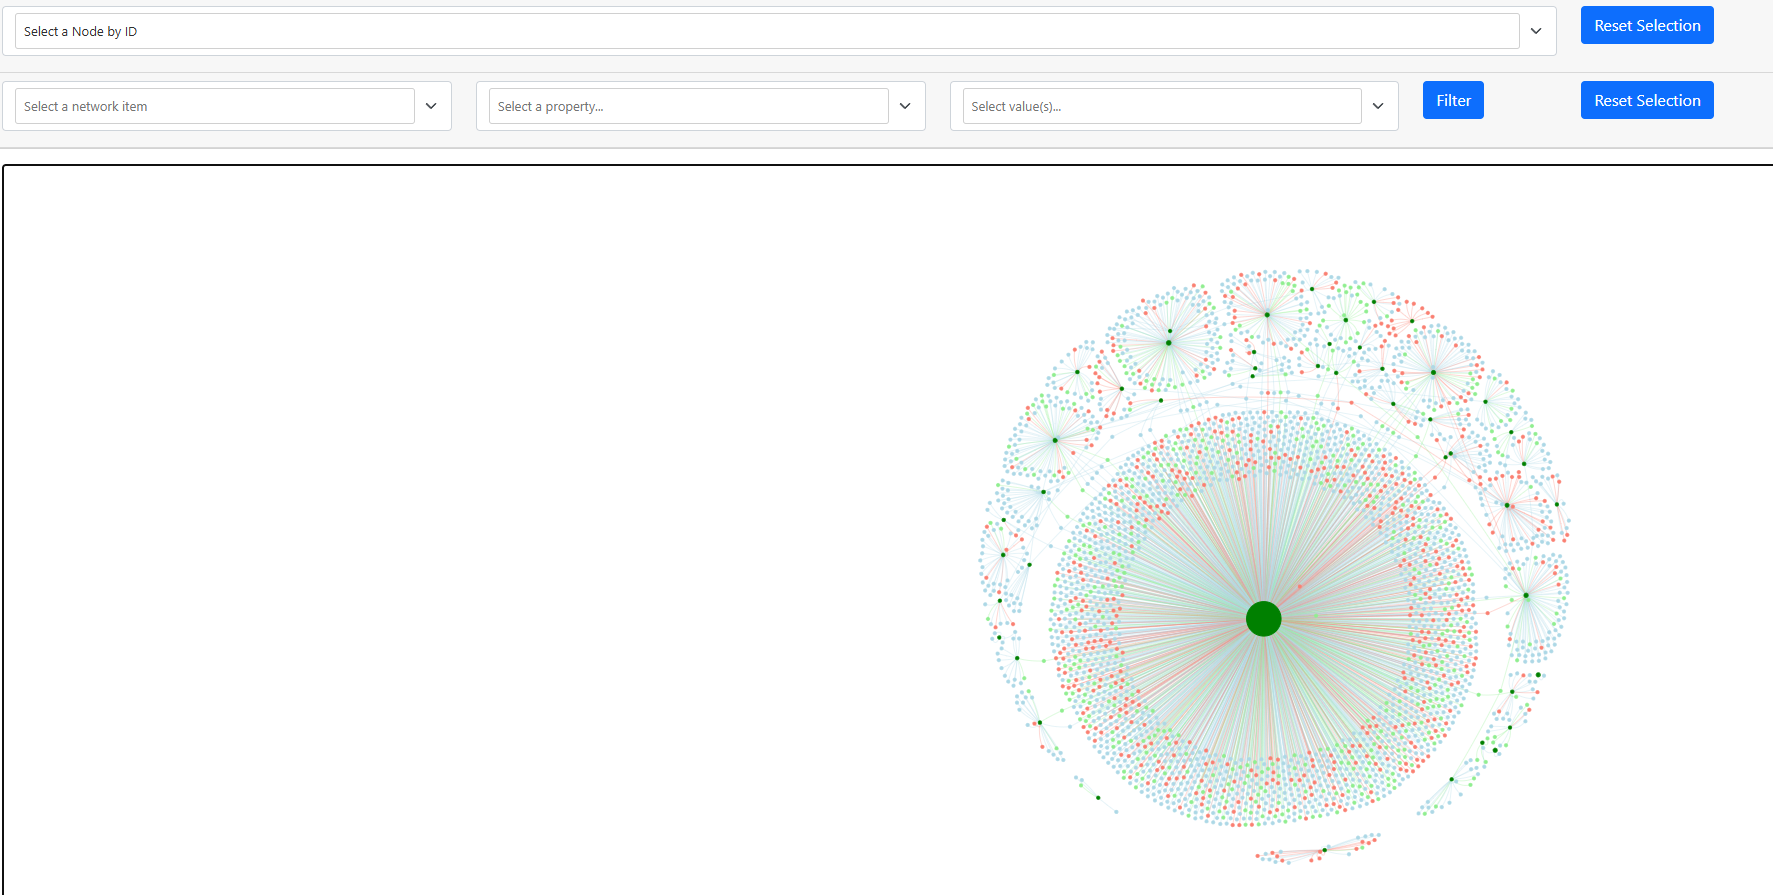 Select a Node by ID
Reset Selection
Select a network item
Select a property...
Select value(s)...
Filter
Reset Selection